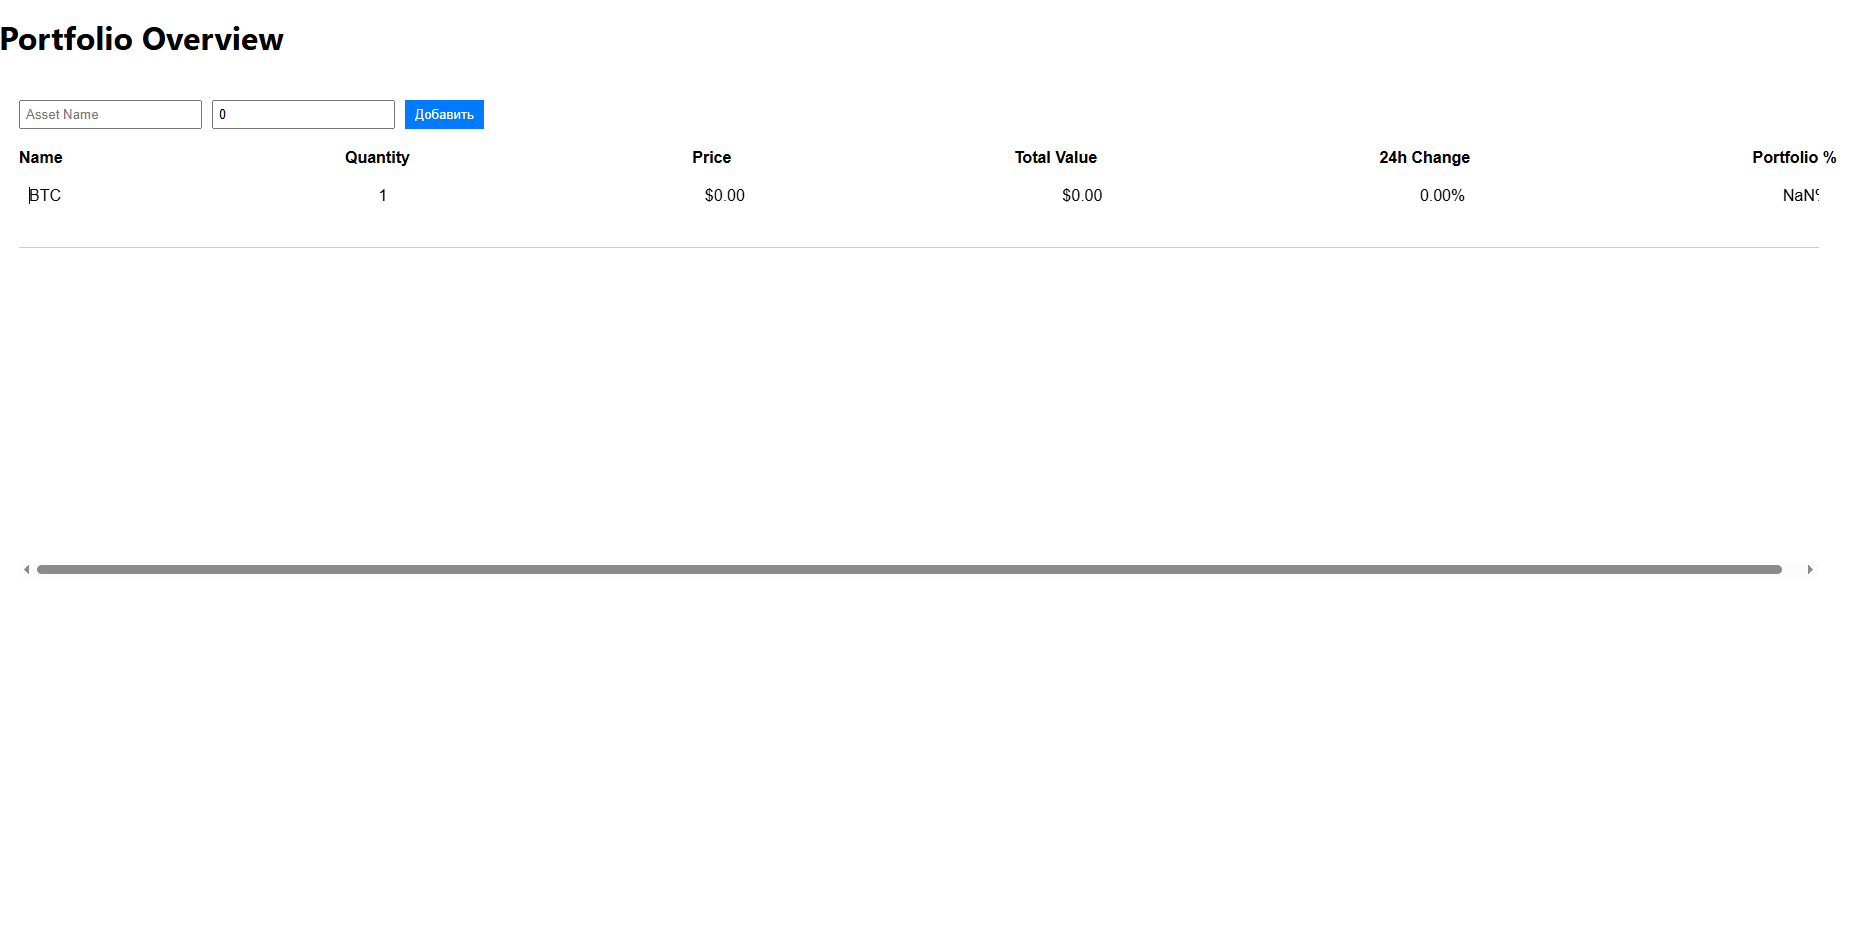 Portfolio Overview
Asset Name 0 Добавить
Name Quantity Price Total Value 24h Change Portfolio %
BTC 1 $0.00 $0.00 0.00% NaN%